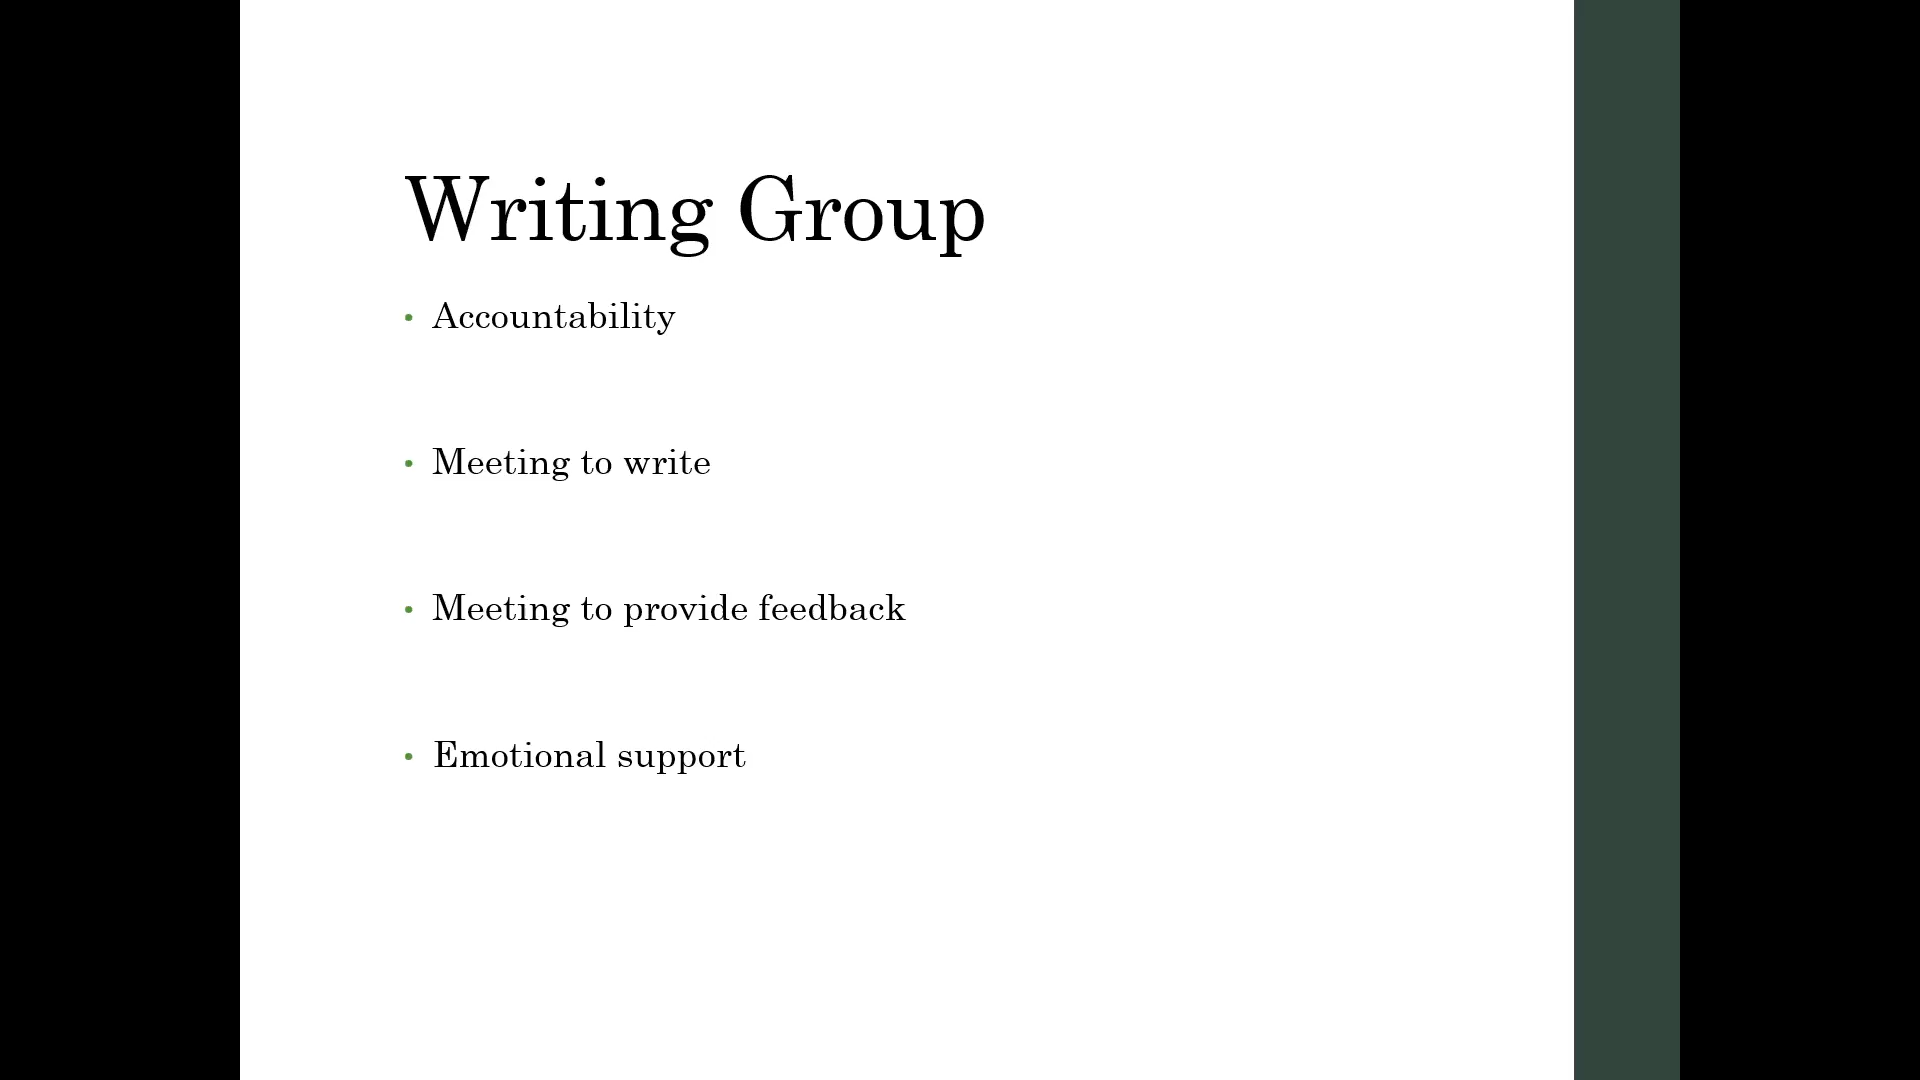 Writing Group
• Accountability
• Meeting to write
• Meeting to provide feedback
• Emotional support